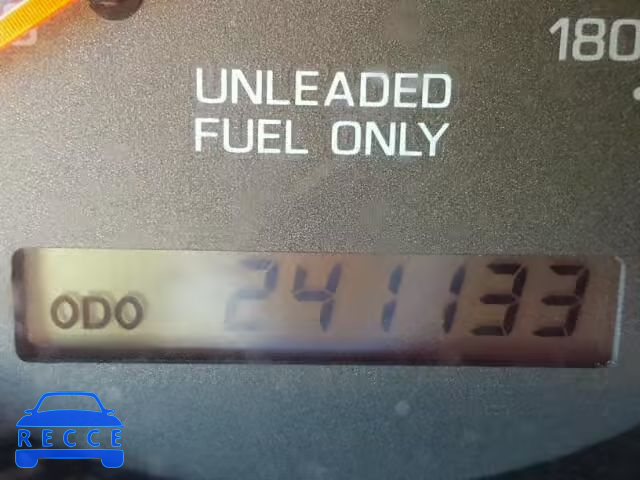 180
UNLEADED
FUEL ONLY
ODO 241133
RECCE